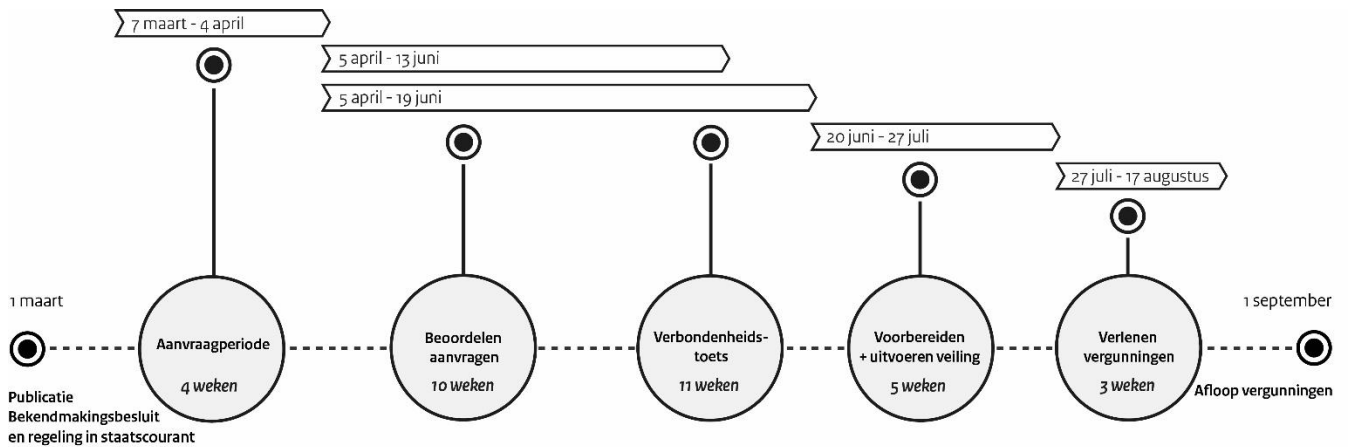 7 maart - 4 april
5 april - 13 juni
5 april - 19 juni
20 juni - 27 juli
27 juli - 17 augustus
1 maart
1 september
Aanvraagperiode
4 weken
Beoordelen
aanvragen
10 weken
Verbondenheids-
toets
11 weken
Voorbereiden
+ uitvoeren veiling
5 weken
Verlenen
vergunningen
3 weken
Publicatie
Bekendmakingsbesluit
en regeling in staatscourant
Afloop vergunningen